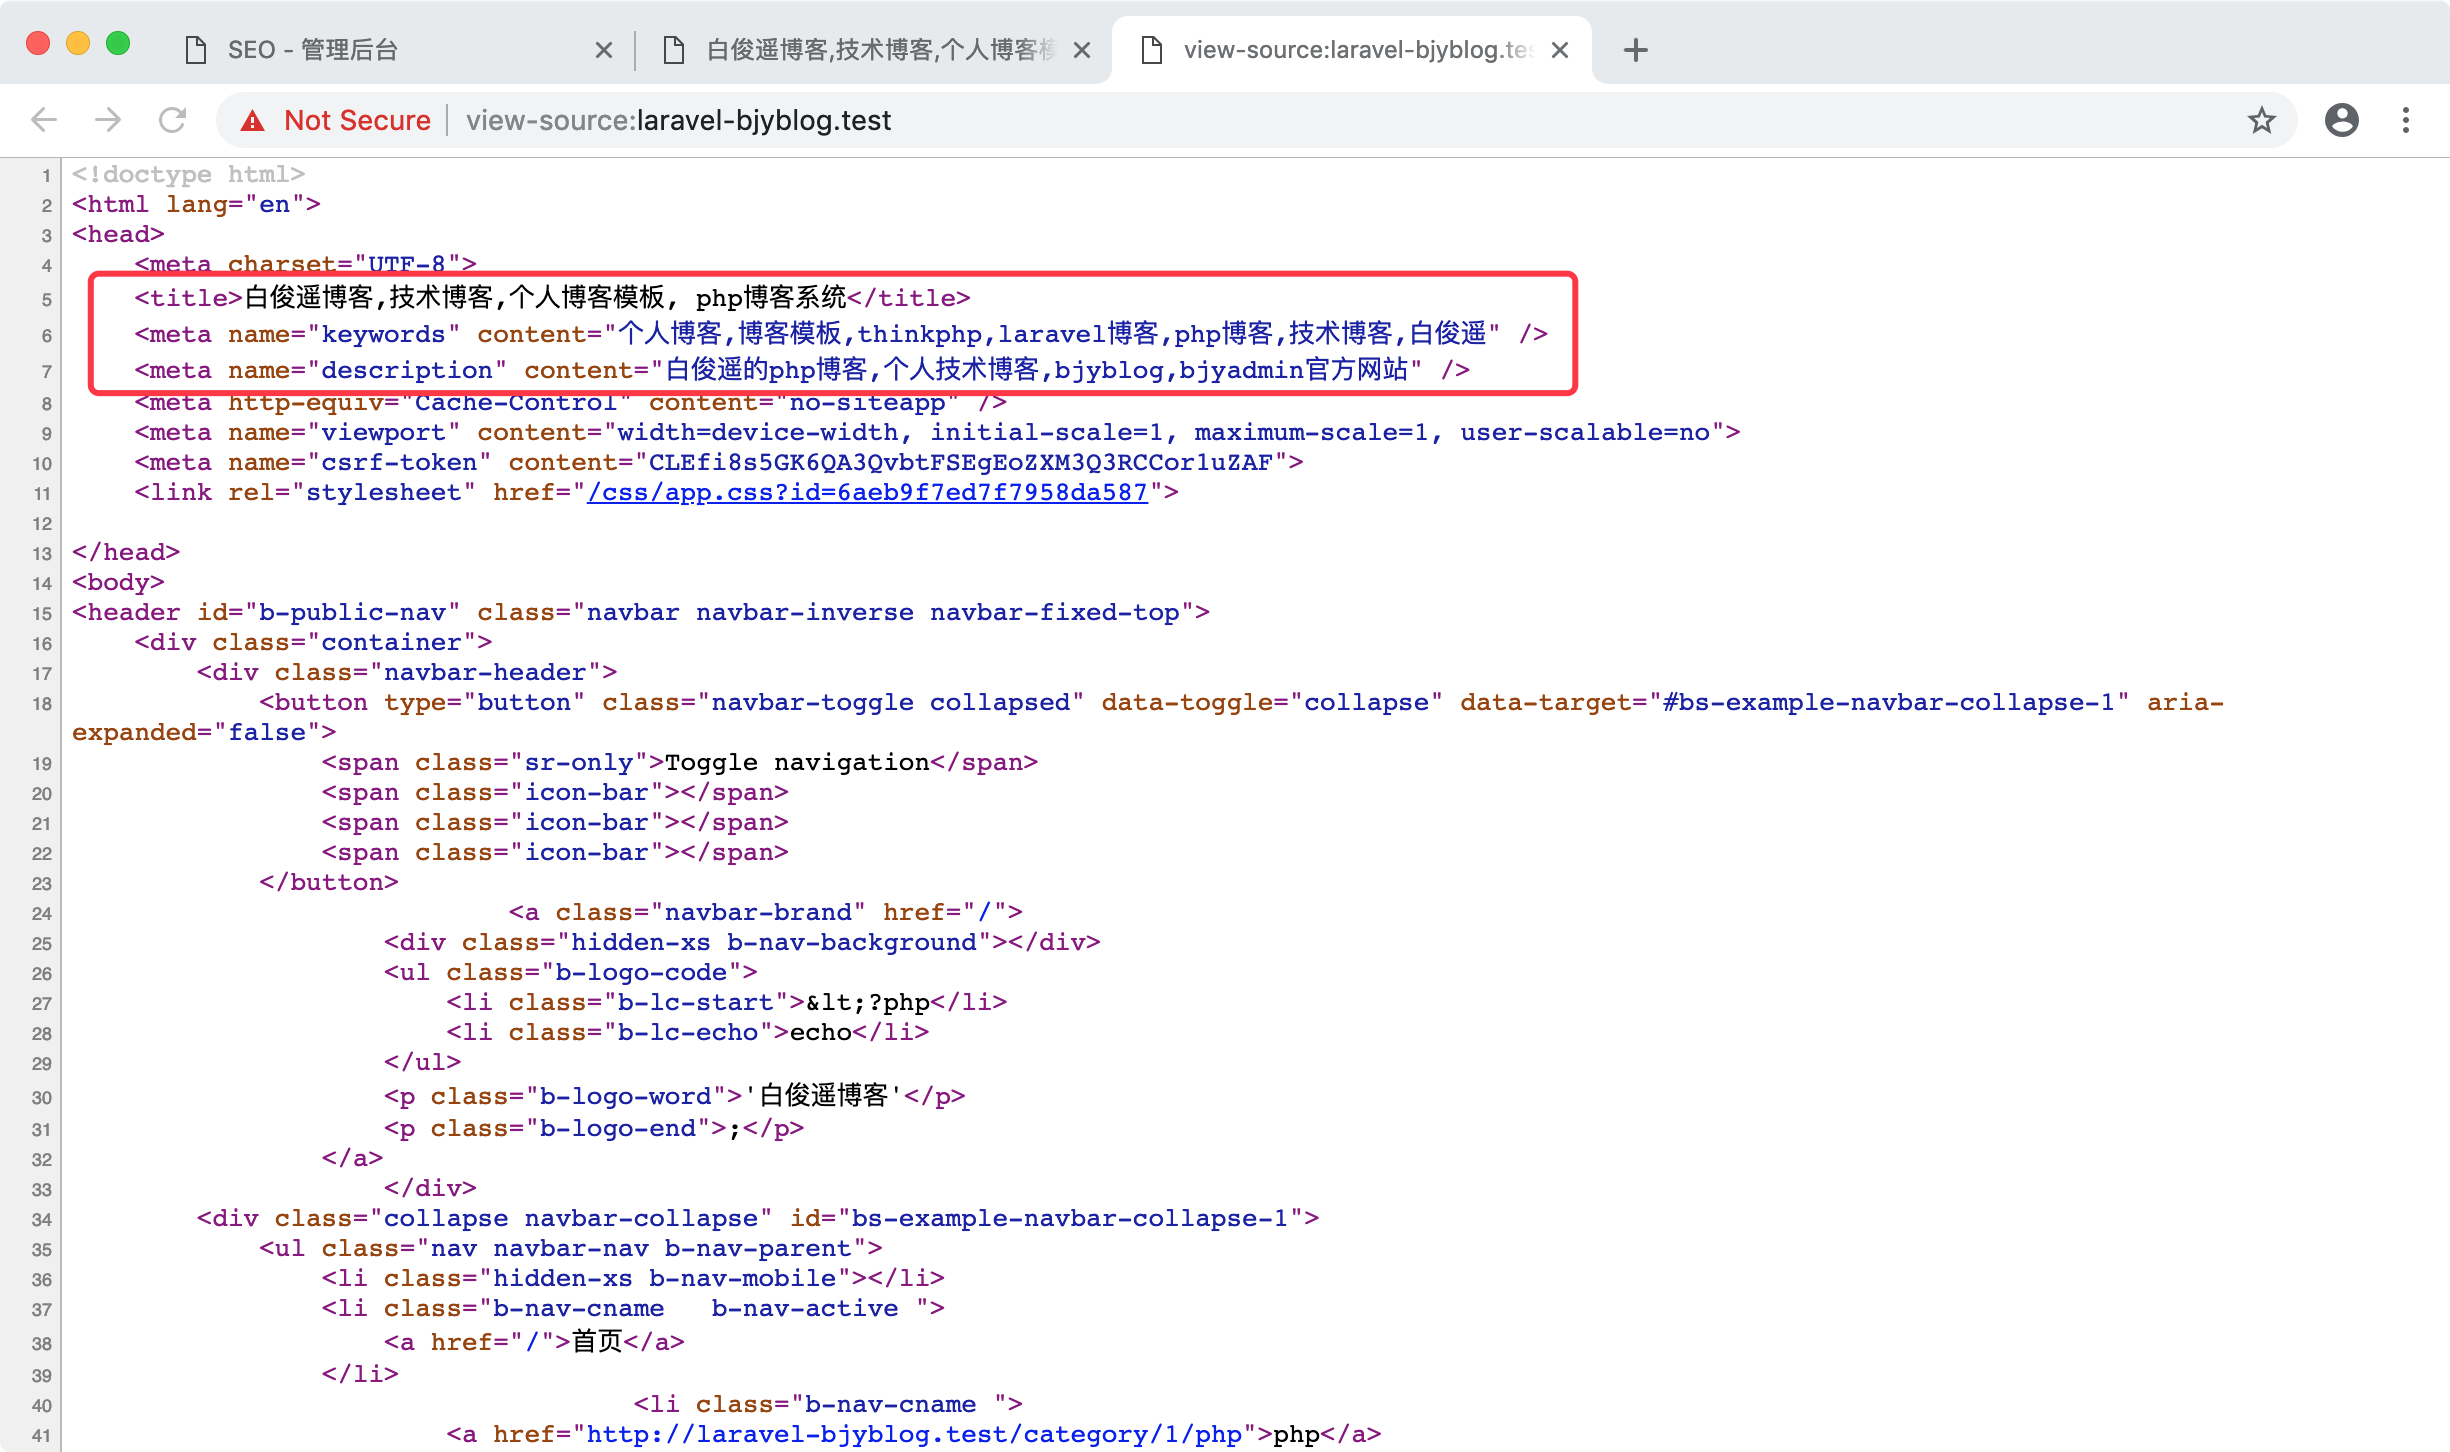 SEO - 管理后台
白俊遥博客,技术博客,个人博客模
view-source:laravel-bjyblog.tes
Not Secure
view-source:laravel-bjyblog.test
1 <!doctype html>
2 <html lang="en">
3 <head>
4 <meta charset="UTF-8">
5 <title>白俊遥博客,技术博客,个人博客模板, php博客系统</title>
6 <meta name="keywords" content="个人博客,博客模板,thinkphp,laravel博客,php博客,技术博客,白俊遥" />
7 <meta name="description" content="白俊遥的php博客,个人技术博客,bjyblog,bjyadmin官方网站" />
8 <meta http-equiv="Cache-Control" content="no-siteapp" />
9 <meta name="viewport" content="width=device-width, initial-scale=1, maximum-scale=1, user-scalable=no">
10 <meta name="csrf-token" content="CLEfi8s5GK6QA3QvbtFSEgEoZXM3Q3RCCor1uZAF">
11 <link rel="stylesheet" href="/css/app.css?id=6aeb9f7ed7f7958da587">
12
13 </head>
14 <body>
15 <header id="b-public-nav" class="navbar navbar-inverse navbar-fixed-top">
16 <div class="container">
17 <div class="navbar-header">
18 <button type="button" class="navbar-toggle collapsed" data-toggle="collapse" data-target="#bs-example-navbar-collapse-1" aria-
expanded="false">
19 <span class="sr-only">Toggle navigation</span>
20 <span class="icon-bar"></span>
21 <span class="icon-bar"></span>
22 <span class="icon-bar"></span>
23 </button>
24 <a class="navbar-brand" href="/">
25 <div class="hidden-xs b-nav-background"></div>
26 <ul class="b-logo-code">
27 <li class="b-lc-start">&lt;?php</li>
28 <li class="b-lc-echo">echo</li>
29 </ul>
30 <p class="b-logo-word">'白俊遥博客'</p>
31 <p class="b-logo-end">;</p>
32 </a>
33 </div>
34 <div class="collapse navbar-collapse" id="bs-example-navbar-collapse-1">
35 <ul class="nav navbar-nav b-nav-parent">
36 <li class="hidden-xs b-nav-mobile"></li>
37 <li class="b-nav-cname   b-nav-active ">
38 <a href="/">首页</a>
39 </li>
40 <li class="b-nav-cname ">
41 <a href="http://laravel-bjyblog.test/category/1/php">php</a>